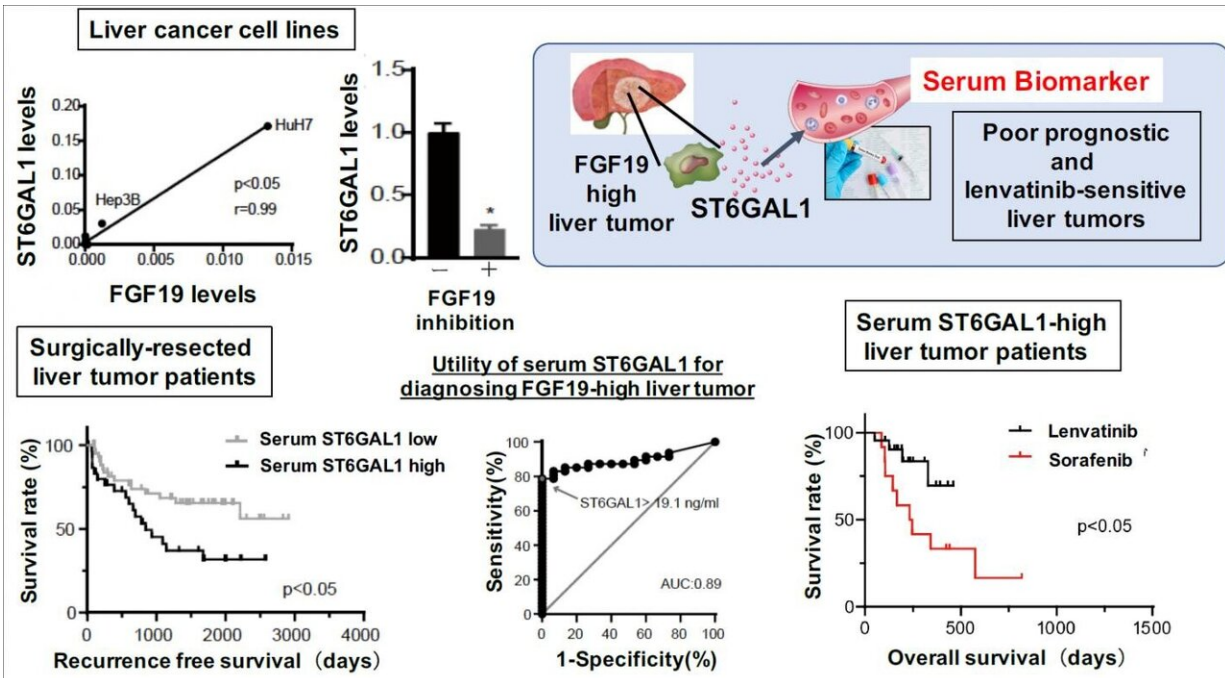 Liver cancer cell lines
ST6GAL1 levels
0.20
0.15
0.10
0.05
0.00
HuH7
Hep3B
p<0.05
r=0.99
0.000
0.005
0.010
0.015
FGF19 levels
ST6GAL1 levels
1.5
1.0
0.5
0.0
*
− +
FGF19
inhibition
Serum Biomarker
FGF19
high
liver tumor
ST6GAL1
Poor prognostic
and
lenvatinib-sensitive
liver tumors
Surgically-resected
liver tumor patients
Survival rate (%)
100
50
0
Serum ST6GAL1 low
Serum ST6GAL1 high
p<0.05
0
1000
2000
3000
4000
Recurrence free survival (days)
Utility of serum ST6GAL1 for
diagnosing FGF19-high liver tumor
Sensitivity(%)
100
80
60
40
20
0
ST6GAL1> 19.1 ng/ml
AUC:0.89
0
20
40
60
80
100
1-Specificity(%)
Serum ST6GAL1-high
liver tumor patients
Survival rate (%)
100
50
0
Lenvatinib
Sorafenib
p<0.05
0
500
1000
1500
Overall survival (days)